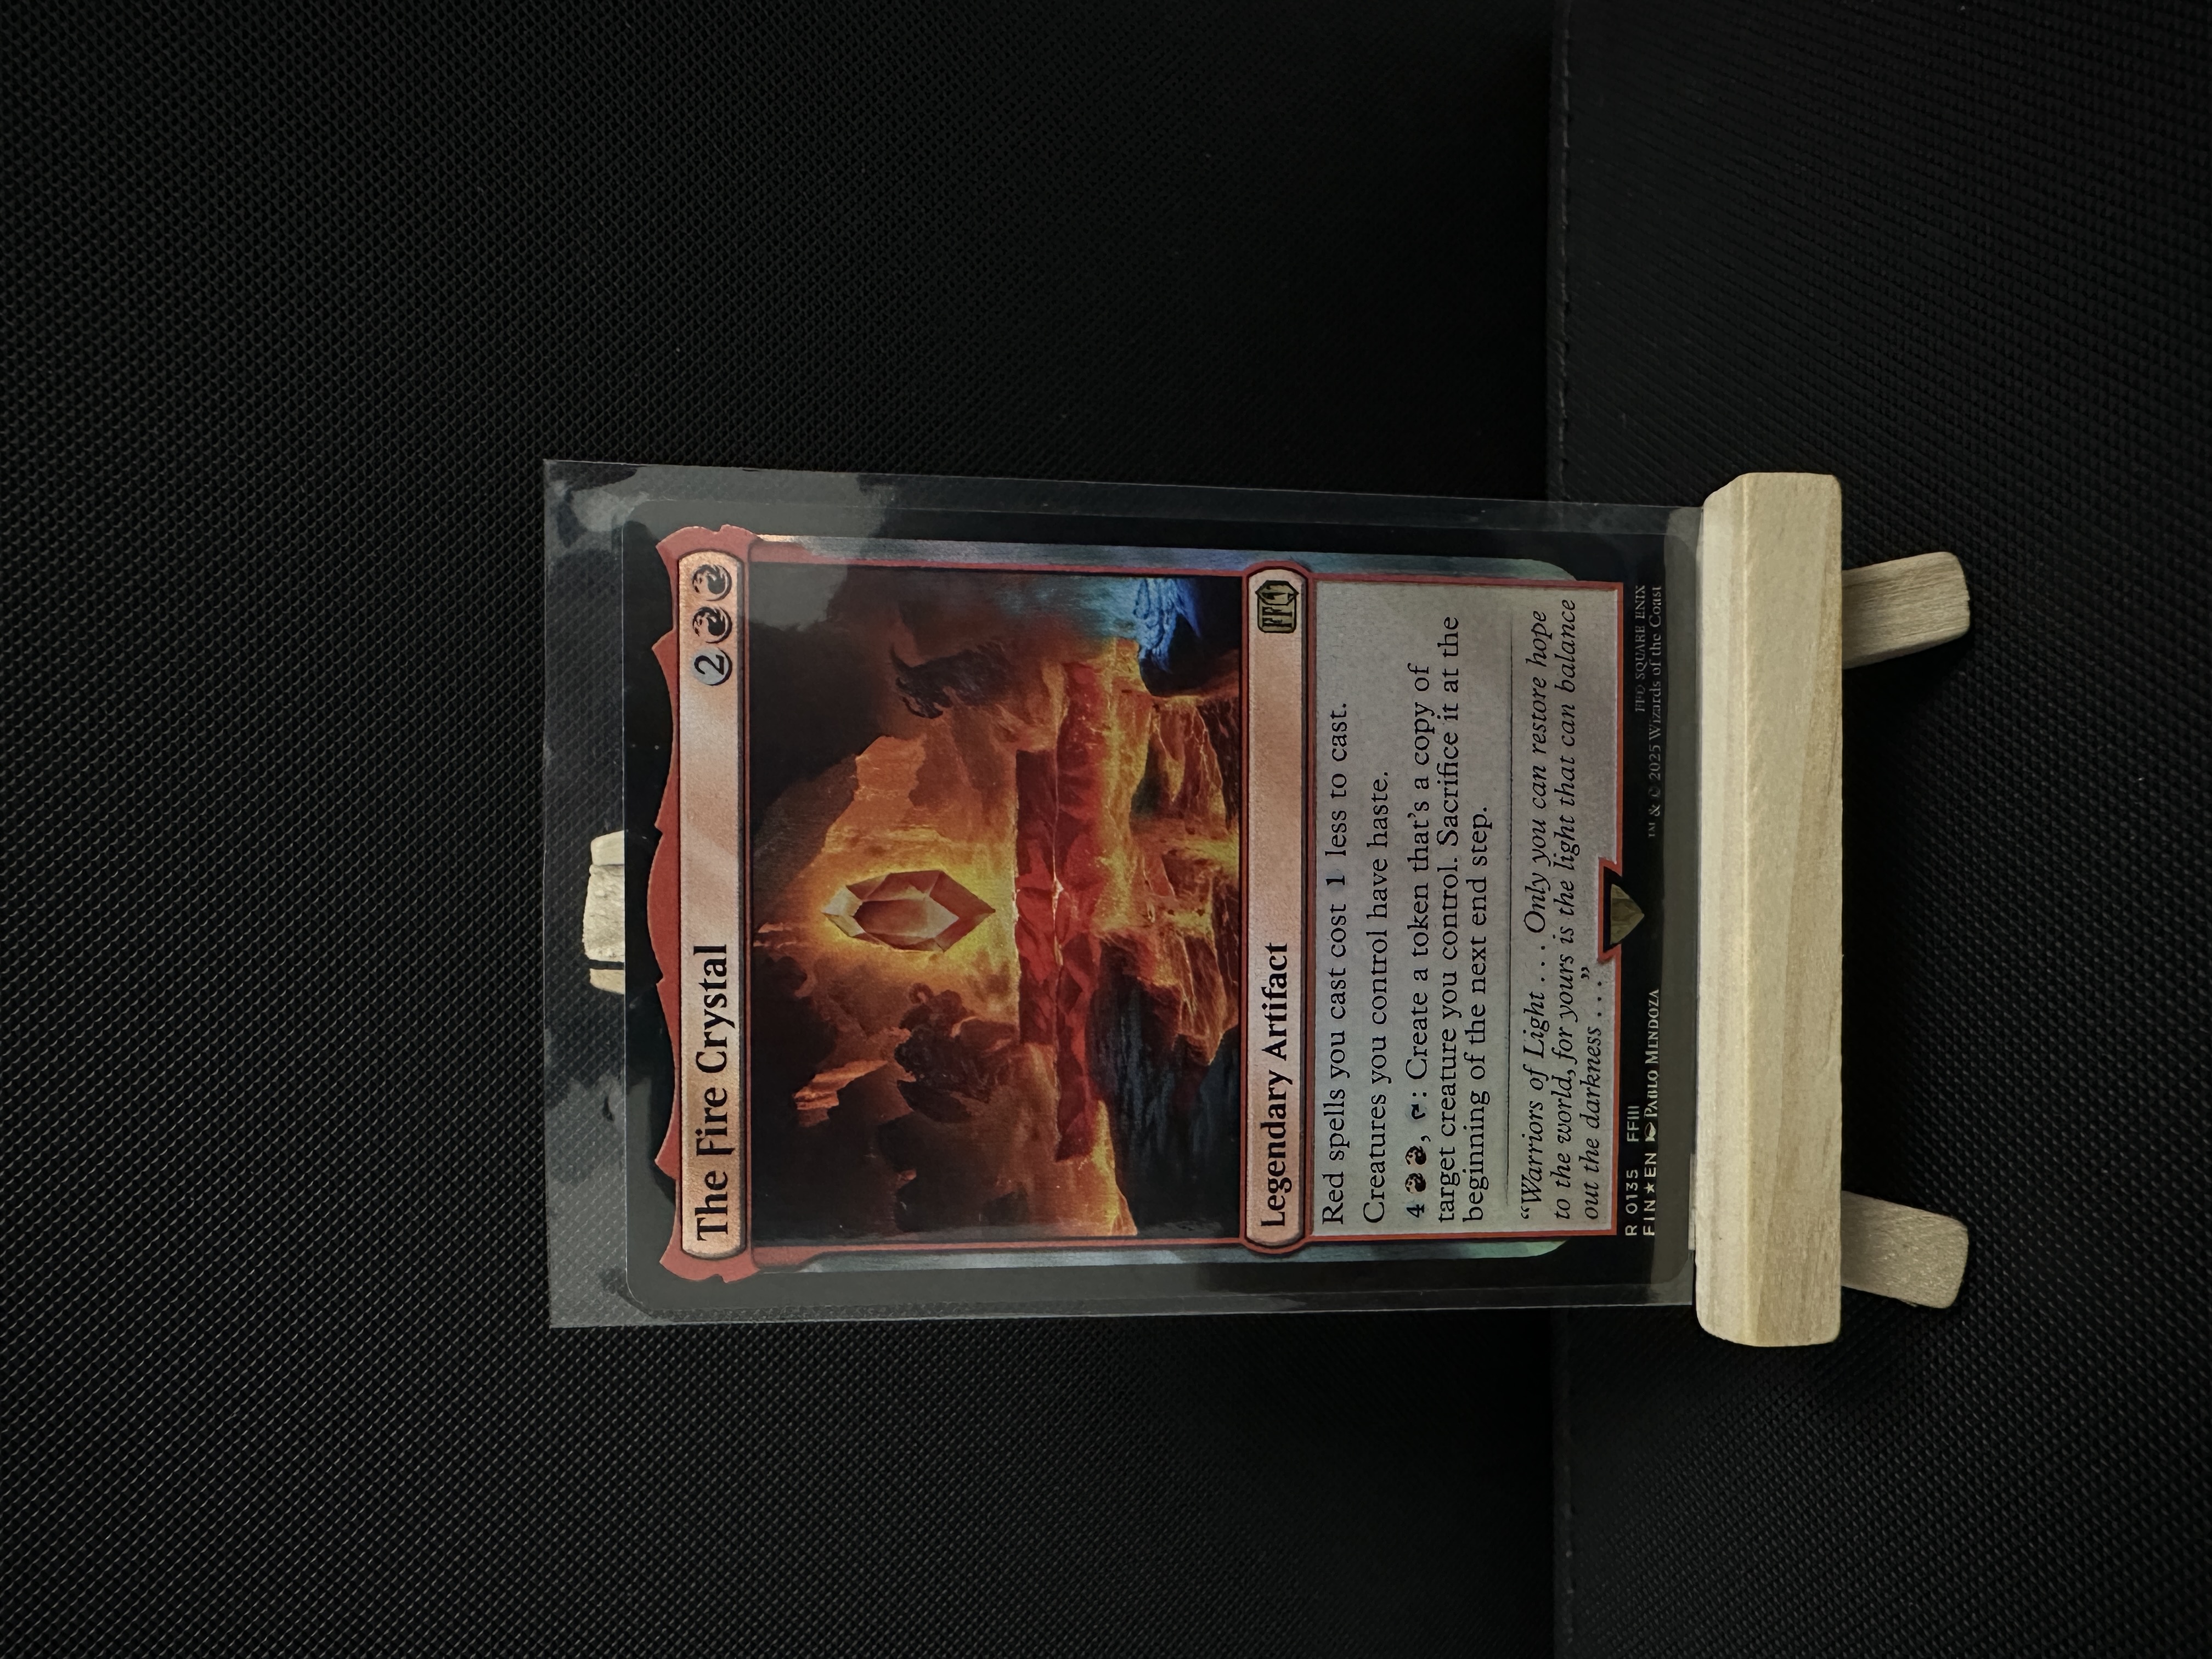 The Fire Crystal 2
Legendary Artifact FF
Red spells you cast cost 1 less to cast.
Creatures you control have haste.
4 , : Create a token that's a copy of
target creature you control. Sacrifice it at the
beginning of the next end step.
“Warriors of Light . . . Only you can restore hope
to the world, for yours is the light that can balance
out the darkness . . .”
R 0135 FFIII
FIN★EN PABLO MENDOZA
SQUARE ENIX
™ & © 2025 Wizards of the Coast